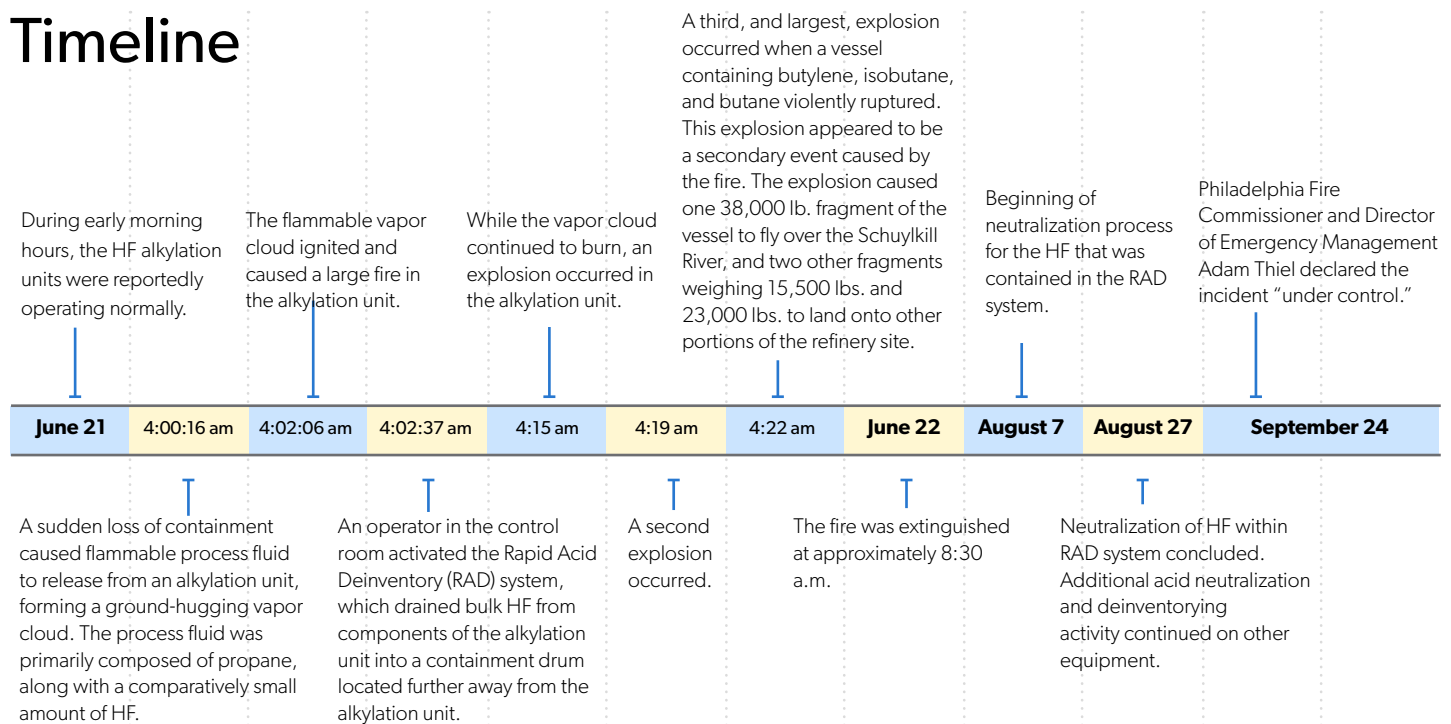 Timeline
During early morning
hours, the HF alkylation
units were reportedly
operating normally.
The flammable vapor
cloud ignited and
caused a large fire in
the alkylation unit.
While the vapor cloud
continued to burn, an
explosion occurred in
the alkylation unit.
A third, and largest, explosion
occurred when a vessel
containing butylene, isobutane,
and butane violently ruptured.
This explosion appeared to be
a secondary event caused by
the fire. The explosion caused
one 38,000 lb. fragment of the
vessel to fly over the Schuylkill
River, and two other fragments
weighing 15,500 lbs. and
23,000 lbs. to land onto other
portions of the refinery site.
Beginning of
neutralization process
for the HF that was
contained in the RAD
system.
Philadelphia Fire
Commissioner and Director
of Emergency Management
Adam Thiel declared the
incident “under control.”
June 21 4:00:16 am 4:02:06 am 4:02:37 am 4:15 am 4:19 am 4:22 am June 22 August 7 August 27 September 24
A sudden loss of containment
caused flammable process fluid
to release from an alkylation unit,
forming a ground-hugging vapor
cloud. The process fluid was
primarily composed of propane,
along with a comparatively small
amount of HF.
An operator in the control
room activated the Rapid Acid
Deinventory (RAD) system,
which drained bulk HF from
components of the alkylation
unit into a containment drum
located further away from the
alkylation unit.
A second
explosion
occurred.
The fire was extinguished
at approximately 8:30
a.m.
Neutralization of HF within
RAD system concluded.
Additional acid neutralization
and deinventorying
activity continued on other
equipment.